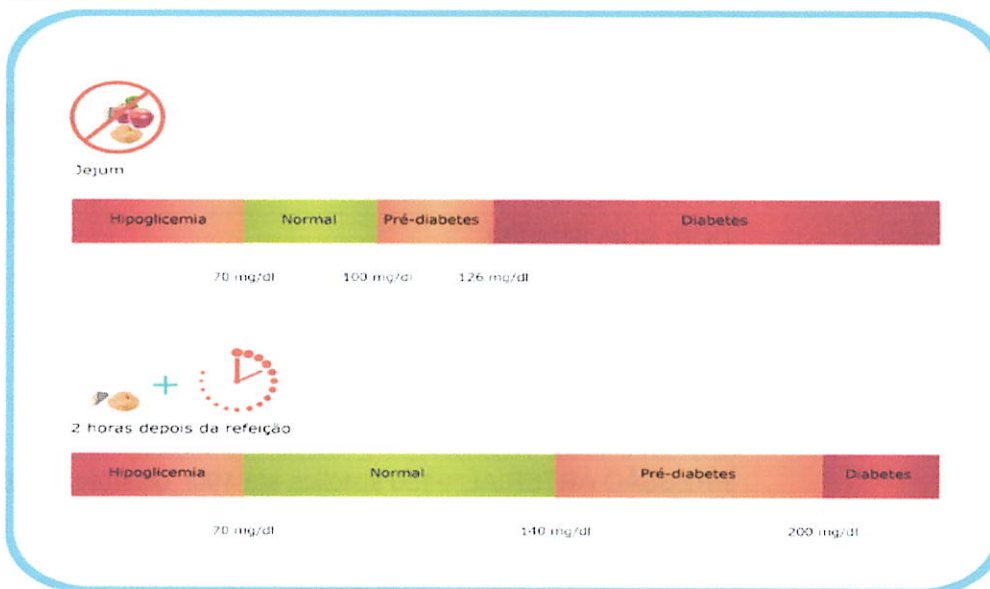 Jejum
Hipoglicemia Normal Pré-diabetes Diabetes
70 mg/dl 100 mg/dl 126 mg/dl
2 horas depois da refeição
Hipoglicemia Normal Pré-diabetes Diabetes
70 mg/dl 140 mg/dl 200 mg/dl